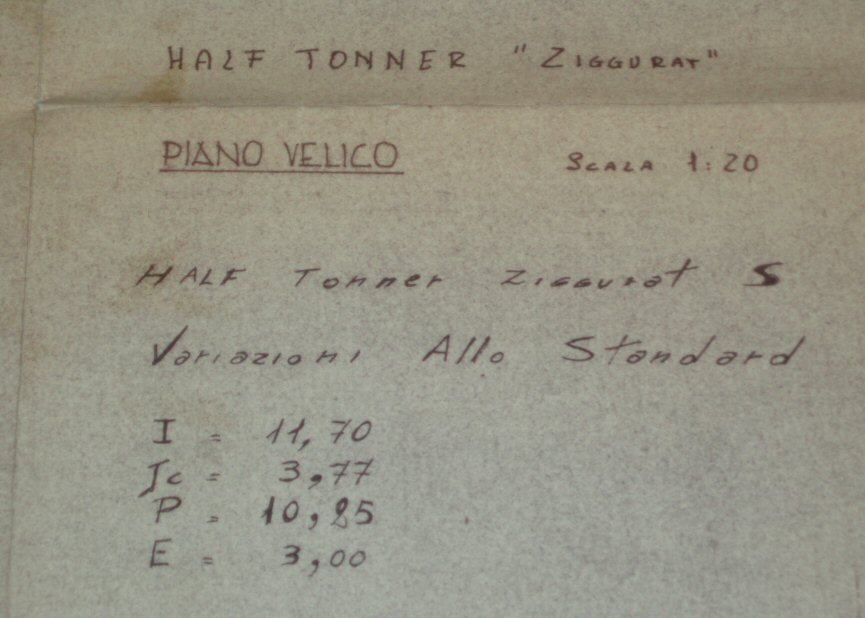 HALF TONNER "ZIGGURAT"
PIANO VELICO SCALA 1:20
HALF Tonner Ziggurat S
Variazioni Allo Standard
I = 11,70
Jc = 3,77
P = 10,25
E = 3,00